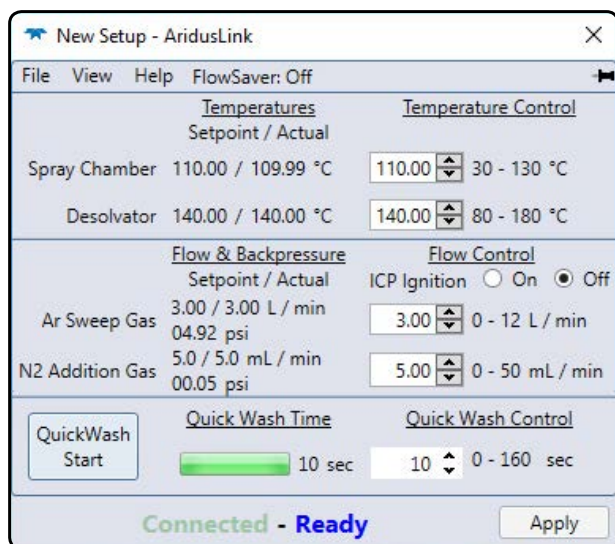 New Setup - AridusLink
File View Help FlowSaver: Off
Temperatures Temperature Control
Setpoint / Actual
Spray Chamber 110.00 / 109.99 °C 110.00 30 - 130 °C
Desolvator 140.00 / 140.00 °C 140.00 80 - 180 °C
Flow & Backpressure Flow Control
Setpoint / Actual ICP Ignition On Off
Ar Sweep Gas 3.00 / 3.00 L / min 3.00 0 - 12 L / min
04.92 psi
N2 Addition Gas 5.0 / 5.0 mL / min 5.00 0 - 50 mL / min
00.05 psi
QuickWash Start Quick Wash Time Quick Wash Control
10 sec 10 0 - 160 sec
Connected - Ready Apply